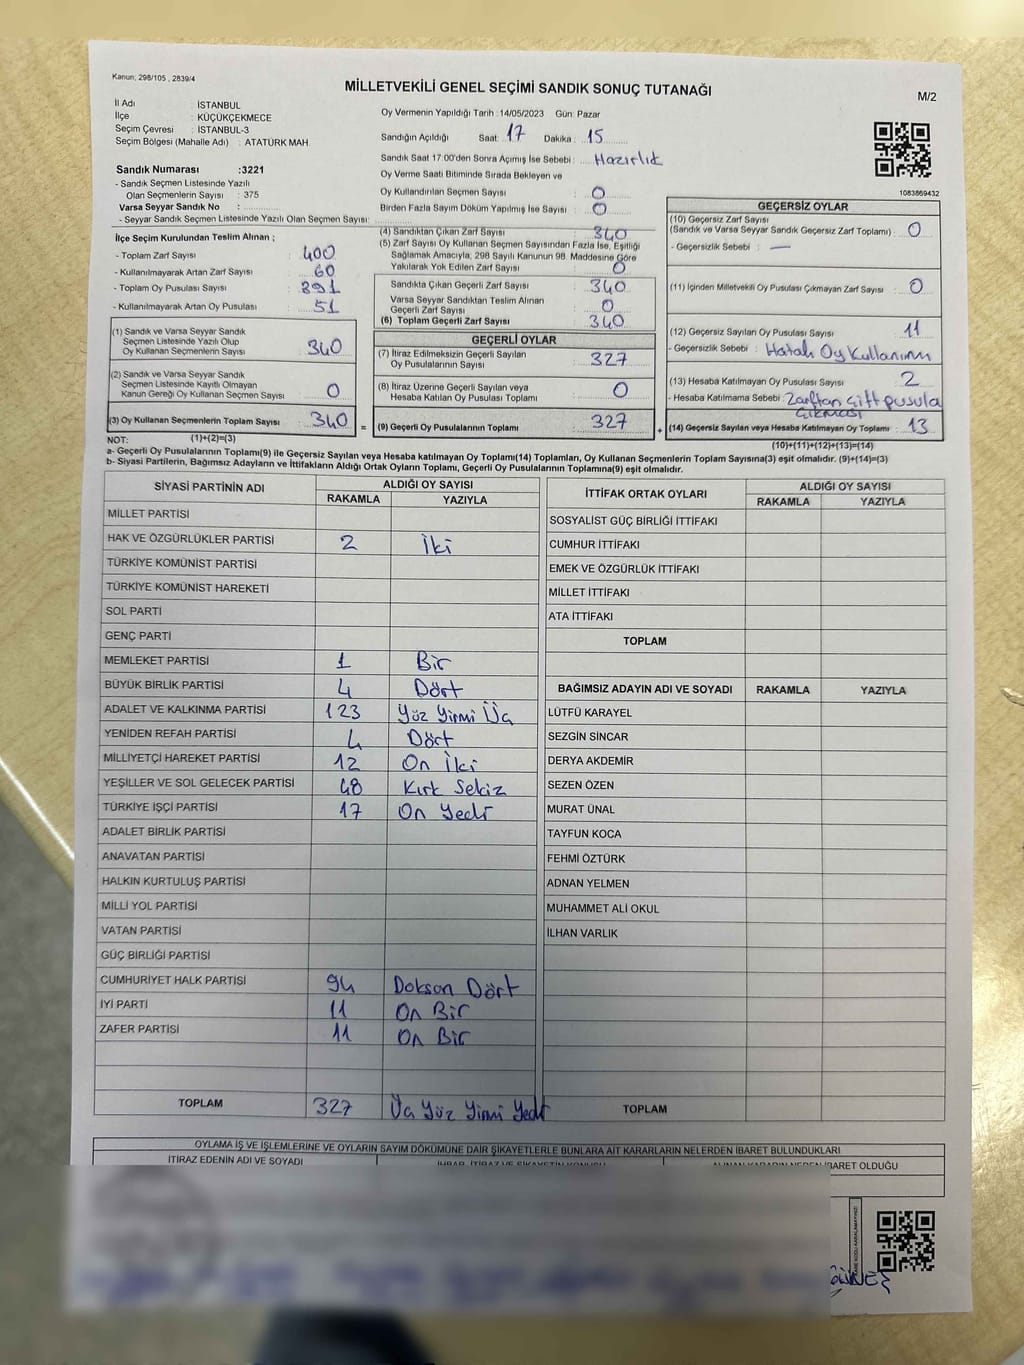 Kanun; 298/105 , 2839/4
MİLLETVEKİLİ GENEL SEÇİMİ SANDIK SONUÇ TUTANAĞI
M/2
İl Adı : İSTANBUL
İlçe : KÜÇÜKÇEKMECE
Seçim Çevresi : İSTANBUL-3
Seçim Bölgesi (Mahalle Adı) : ATATÜRK MAH.
Oy Vermenin Yapıldığı Tarih :14/05/2023 Gün: Pazar
Sandığın Açıldığı Saat: 17 Dakika : 15
Sandık Saat 17:00'den Sonra Açımış İse Sebebi : Hazırlık
Oy Verme Saati Bitiminde Sırada Bekleyen ve
Oy Kullandırılan Seçmen Sayısı : 0
Birden Fazla Sayım Döküm Yapılmış İse Sayısı : 0
1083869432
Sandık Numarası :3221
- Sandık Seçmen Listesinde Yazılı
Olan Seçmenlerin Sayısı : 375
Varsa Seyyar Sandık No :
- Seyyar Sandık Seçmen Listesinde Yazılı Olan Seçmen Sayısı:
İlçe Seçim Kurulundan Teslim Alınan ;
- Toplam Zarf Sayısı : 400
- Kullanılmayarak Artan Zarf Sayısı : 60
- Toplam Oy Pusulası Sayısı : 391
- Kullanılmayarak Artan Oy Pusulası : 51
(1) Sandık ve Varsa Seyyar Sandık
Seçmen Listesinde Yazılı Olup
Oy Kullanan Seçmenlerin Sayısı : 340
(2) Sandık ve Varsa Seyyar Sandık
Seçmen Listesinde Kayıtlı Olmayan
Kanun Gereği Oy Kullanan Seçmen Sayısı : 0
(3) Oy Kullanan Seçmenlerin Toplam Sayısı : 340
(1)+(2)=(3)
(4) Sandıktan Çıkan Zarf Sayısı : 340
(5) Zarf Sayısı Oy Kullanan Seçmen Sayısından Fazla İse, Eşitliği
Sağlamak Amacıyla, 298 Sayılı Kanunun 98. Maddesine Göre
Yakılarak Yok Edilen Zarf Sayısı : 0
Sandıkta Çıkan Geçerli Zarf Sayısı : 340
Varsa Seyyar Sandıktan Teslim Alınan
Geçerli Zarf Sayısı : 0
(6) Toplam Geçerli Zarf Sayısı : 340
GEÇERLİ OYLAR
(7) İtiraz Edilmeksizin Geçerli Sayılan
Oy Pusulalarının Sayısı : 327
(8) İtiraz Üzerine Geçerli Sayılan veya
Hesaba Katılan Oy Pusulası Toplamı : 0
= (9) Geçerli Oy Pusulalarının Toplamı : 327 +
GEÇERSİZ OYLAR
(10) Geçersiz Zarf Sayısı
(Sandık ve Varsa Seyyar Sandık Geçersiz Zarf Toplamı) : 0
- Geçersizlik Sebebi : —
(11) İçinden Milletvekili Oy Pusulası Çıkmayan Zarf Sayısı : 0
(12) Geçersiz Sayılan Oy Pusulası Sayısı : 11
- Geçersizlik Sebebi : Hatalı Oy Kullanımı
(13) Hesaba Katılmayan Oy Pusulası Sayısı : 2
- Hesaba Katılmama Sebebi : Zarftan Çift pusula
Çıkması
(14) Geçersiz Sayılan veya Hesaba Katılmayan Oy Toplamı : 13
(10)+(11)+(12)+(13)=(14)
NOT:
a- Geçerli Oy Pusulalarının Toplamı(9) ile Geçersiz Sayılan veya Hesaba katılmayan Oy Toplamı(14) Toplamları, Oy Kullanan Seçmenlerin Toplam Sayısına(3) eşit olmalıdır. (9)+(14)=(3)
b- Siyasi Partilerin, Bağımsız Adayların ve İttifakların Aldığı Ortak Oyların Toplamı, Geçerli Oy Pusulalarının Toplamına(9) eşit olmalıdır.
SİYASİ PARTİNİN ADI ALDIĞI OY SAYISI
RAKAMLA YAZIYLA
MİLLET PARTİSİ
HAK VE ÖZGÜRLÜKLER PARTİSİ 2 İki
TÜRKİYE KOMÜNİST PARTİSİ
TÜRKİYE KOMÜNİST HAREKETİ
SOL PARTİ
GENÇ PARTİ
MEMLEKET PARTİSİ 1 Bir
BÜYÜK BİRLİK PARTİSİ 4 Dört
ADALET VE KALKINMA PARTİSİ 123 Yüz Yirmi Üç
YENİDEN REFAH PARTİSİ 4 Dört
MİLLİYETÇİ HAREKET PARTİSİ 12 On İki
YEŞİLLER VE SOL GELECEK PARTİSİ 48 Kırk Sekiz
TÜRKİYE İŞÇİ PARTİSİ 17 On Yedi
ADALET BİRLİK PARTİSİ
ANAVATAN PARTİSİ
HALKIN KURTULUŞ PARTİSİ
MİLLİ YOL PARTİSİ
VATAN PARTİSİ
GÜÇ BİRLİĞİ PARTİSİ
CUMHURİYET HALK PARTİSİ 94 Doksan Dört
İYİ PARTİ 11 On Bir
ZAFER PARTİSİ 11 On Bir
TOPLAM 327 Üç Yüz Yirmi Yedi
İTTİFAK ORTAK OYLARI ALDIĞI OY SAYISI
RAKAMLA YAZIYLA
SOSYALİST GÜÇ BİRLİĞİ İTTİFAKI
CUMHUR İTTİFAKI
EMEK VE ÖZGÜRLÜK İTTİFAKI
MİLLET İTTİFAKI
ATA İTTİFAKI
TOPLAM
BAĞIMSIZ ADAYIN ADI VE SOYADI RAKAMLA YAZIYLA
LÜTFÜ KARAYEL
SEZGİN SİNCAR
DERYA AKDEMİR
SEZEN ÖZEN
MURAT ÜNAL
TAYFUN KOCA
FEHMİ ÖZTÜRK
ADNAN YELMEN
MUHAMMET ALİ OKUL
İLHAN VARLIK
TOPLAM
OYLAMA İŞ VE İŞLEMLERİNE VE OYLARIN SAYIM DÖKÜMÜNE DAİR ŞİKAYETLERLE BUNLARA AİT KARARLARIN NELERDEN İBARET BULUNDUKLARI
İTİRAZ EDENİN ADI VE SOYADI İHBAR, İTİRAZ VE ŞİKAYETİN KONUSU ALINAN KARARIN NEDEN İBARET OLDUĞU